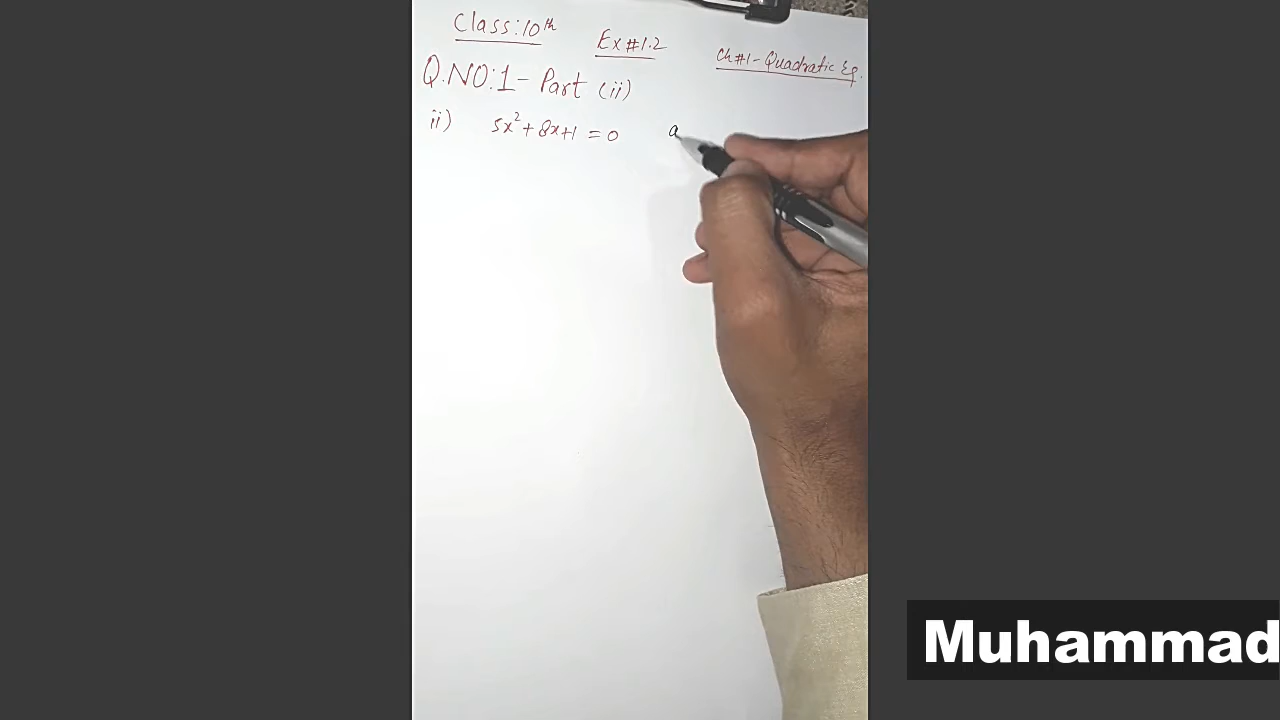 Class: 10th Ex#1.2 Ch#1-Quadratic Eq.
Q.NO:1- Part (ii)
ii) 5x²+8x+1=0 a
Muhammad